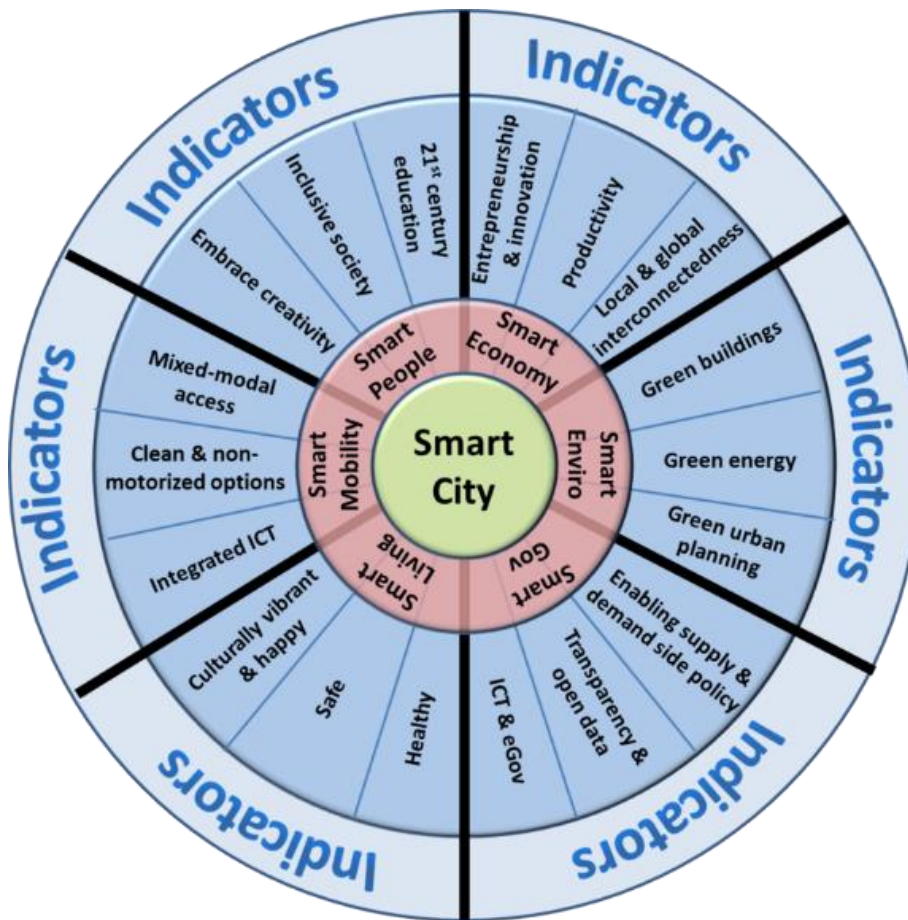 Smart
City
Smart
Economy
Smart
Enviro
Smart
Gov
Smart
Living
Smart
Mobility
Smart
People
Entrepreneurship
& innovation
Productivity
Local & global
interconnectedness
Green buildings
Green energy
Green urban
planning
Enabling supply &
demand side policy
Transparency &
open data
ICT & eGov
Healthy
Safe
Culturally vibrant
& happy
Integrated ICT
Clean & non-
motorized options
Mixed-modal
access
Embrace creativity
Inclusive society
21st century
education
Indicators
Indicators
Indicators
Indicators
Indicators
Indicators